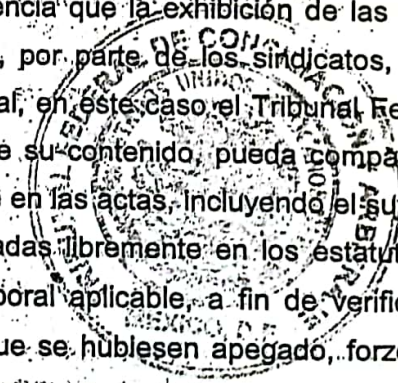 encia que la exhibición de las
, por parte de los sindicatos,
al, en este caso el Tribunal Fe
e su contenido, pueda compa
en las actas, incluyendo el su
adas libremente en los estatut
boral aplicable, a fin de verific
ue se hubiesen apegado, forz